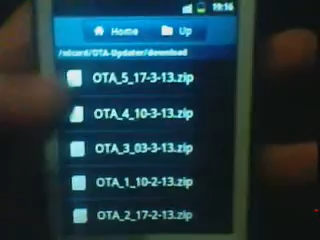 19:16
Home Up
/sdcard/OTA-Updater/download
OTA_5_17-3-13.zip
OTA_4_10-3-13.zip
OTA_3_03-3-13.zip
OTA_1_10-2-13.zip
OTA_2_17-2-13.zip